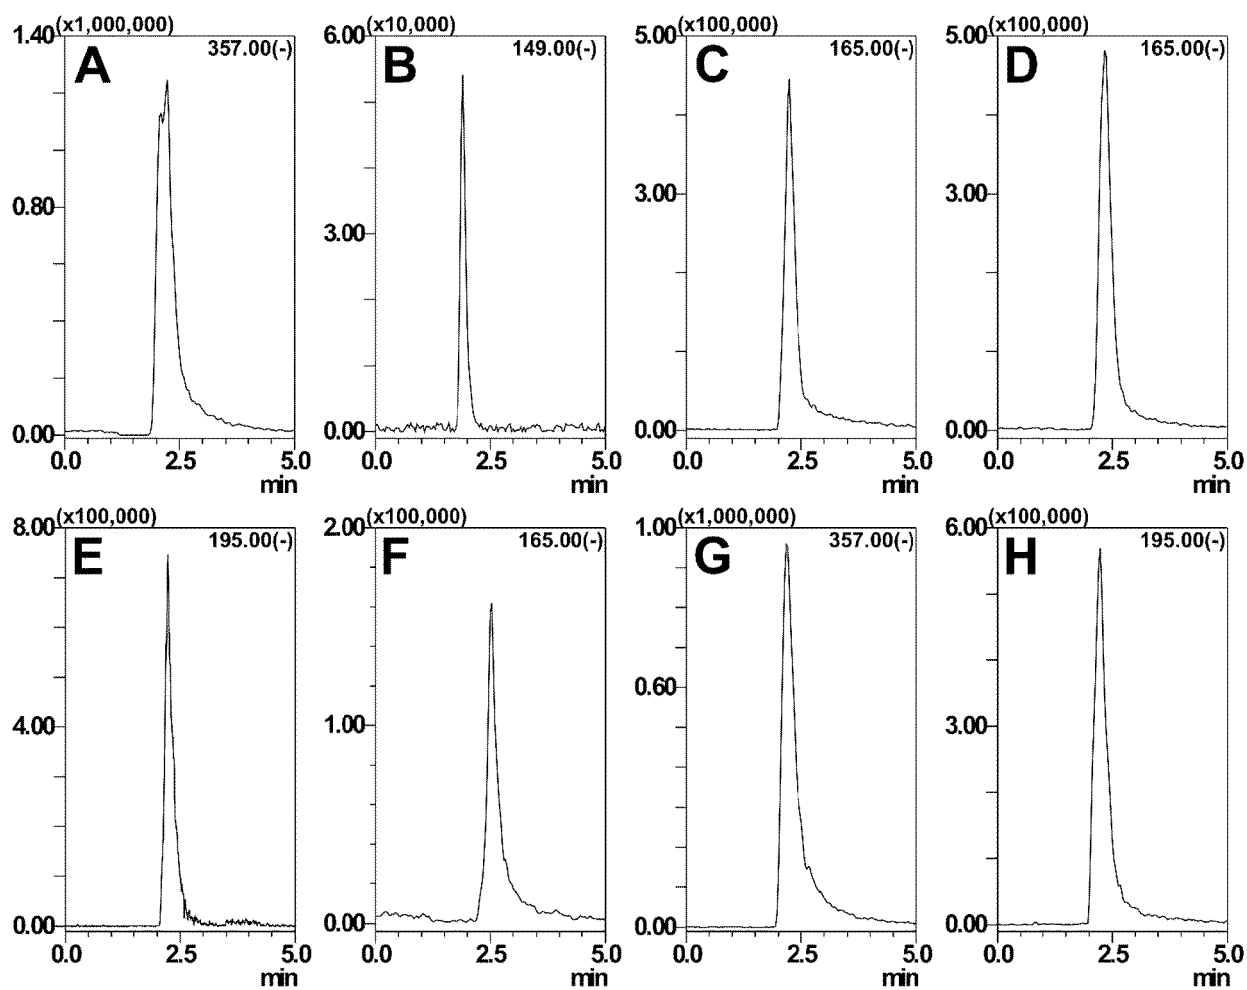 1.40 (x1,000,000)
A 357.00(-)
0.80
0.00
0.0 2.5 5.0
min
6.00 (x10,000)
B 149.00(-)
3.00
0.00
0.0 2.5 5.0
min
5.00 (x100,000)
C 165.00(-)
3.00
0.00
0.0 2.5 5.0
min
5.00 (x100,000)
D 165.00(-)
3.00
0.00
0.0 2.5 5.0
min
8.00 (x100,000)
E 195.00(-)
4.00
0.00
0.0 2.5 5.0
min
2.00 (x100,000)
F 165.00(-)
1.00
0.00
0.0 2.5 5.0
min
1.00 (x1,000,000)
G 357.00(-)
0.60
0.00
0.0 2.5 5.0
min
6.00 (x100,000)
H 195.00(-)
3.00
0.00
0.0 2.5 5.0
min